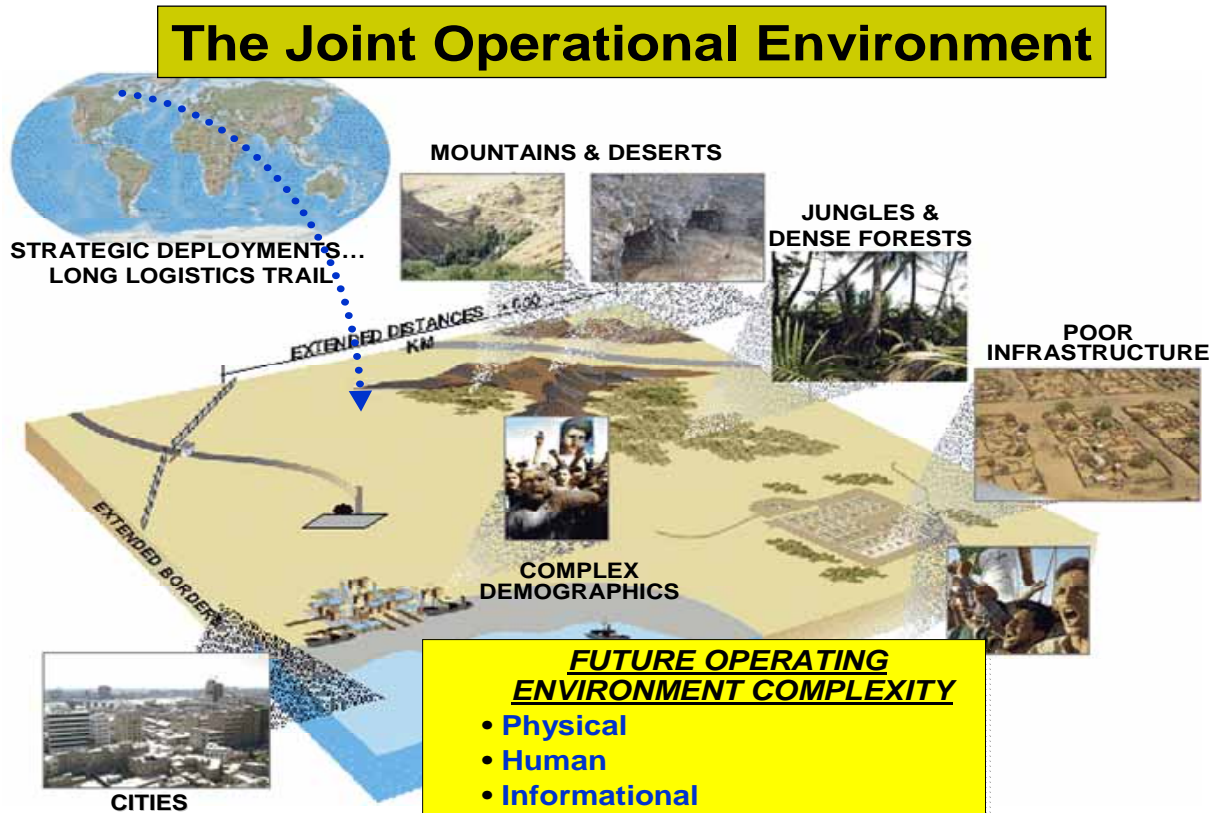 The Joint Operational Environment
MOUNTAINS & DESERTS
JUNGLES &
DENSE FORESTS
STRATEGIC DEPLOYMENTS…
LONG LOGISTICS TRAIL
EXTENDED DISTANCES
KM
POOR
INFRASTRUCTURE
EXTENDED BORDERS
COMPLEX
DEMOGRAPHICS
CITIES
FUTURE OPERATING
ENVIRONMENT COMPLEXITY
• Physical
• Human
• Informational